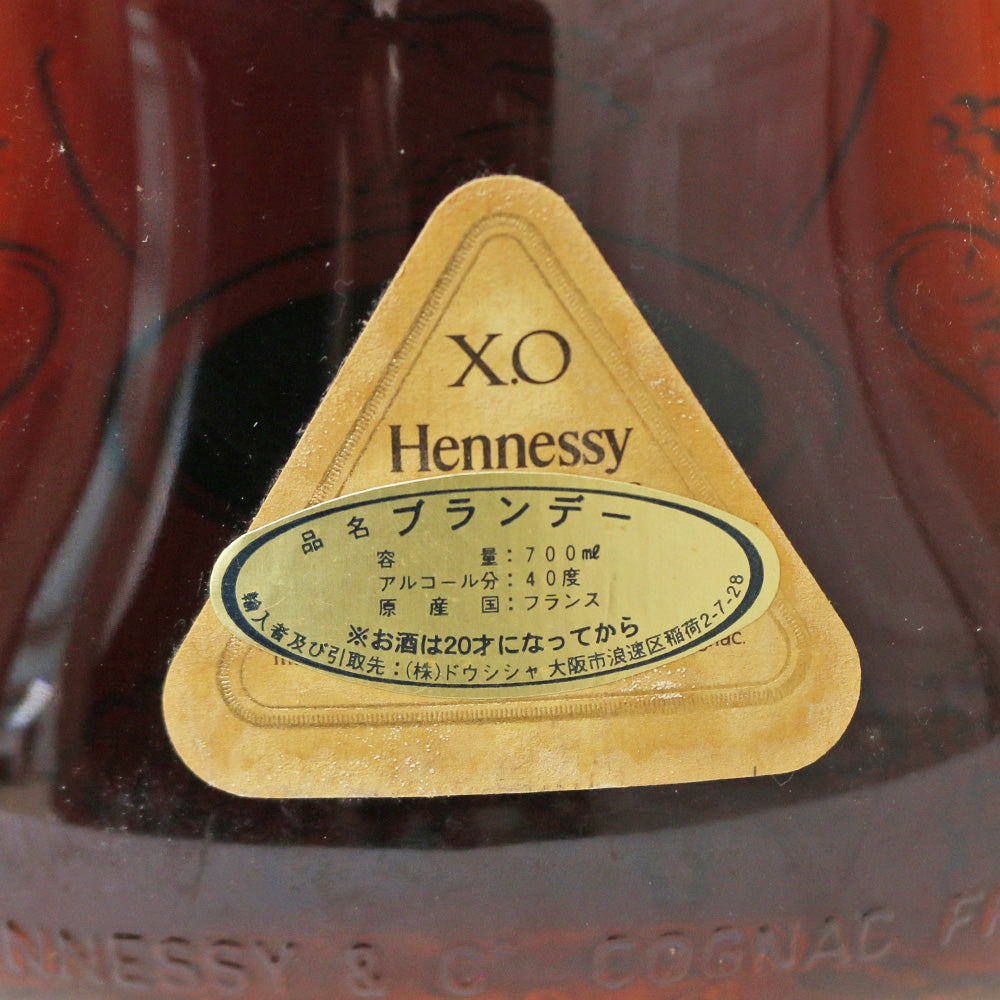 X.O
Hennessy
品名 ブランデー
容量：700㎖
アルコール分：40度
原産国：フランス
※お酒は20才になってから
輸入者及び引取先：(株)ドウシシャ 大阪市浪速区稲荷2-7-28
NNESSY & Co COGNAC